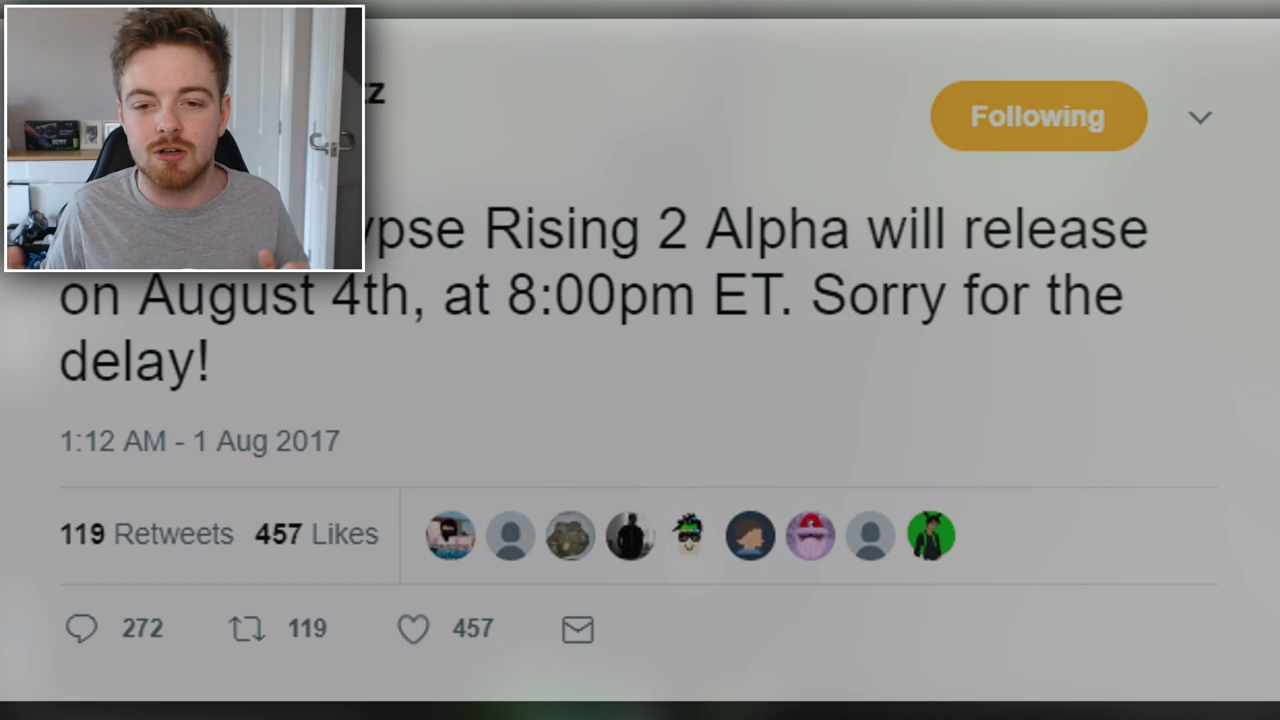 Following
Rising 2 Alpha will release
on August 4th, at 8:00pm ET. Sorry for the
delay!
1:12 AM - 1 Aug 2017
119 Retweets 457 Likes
272 119 457